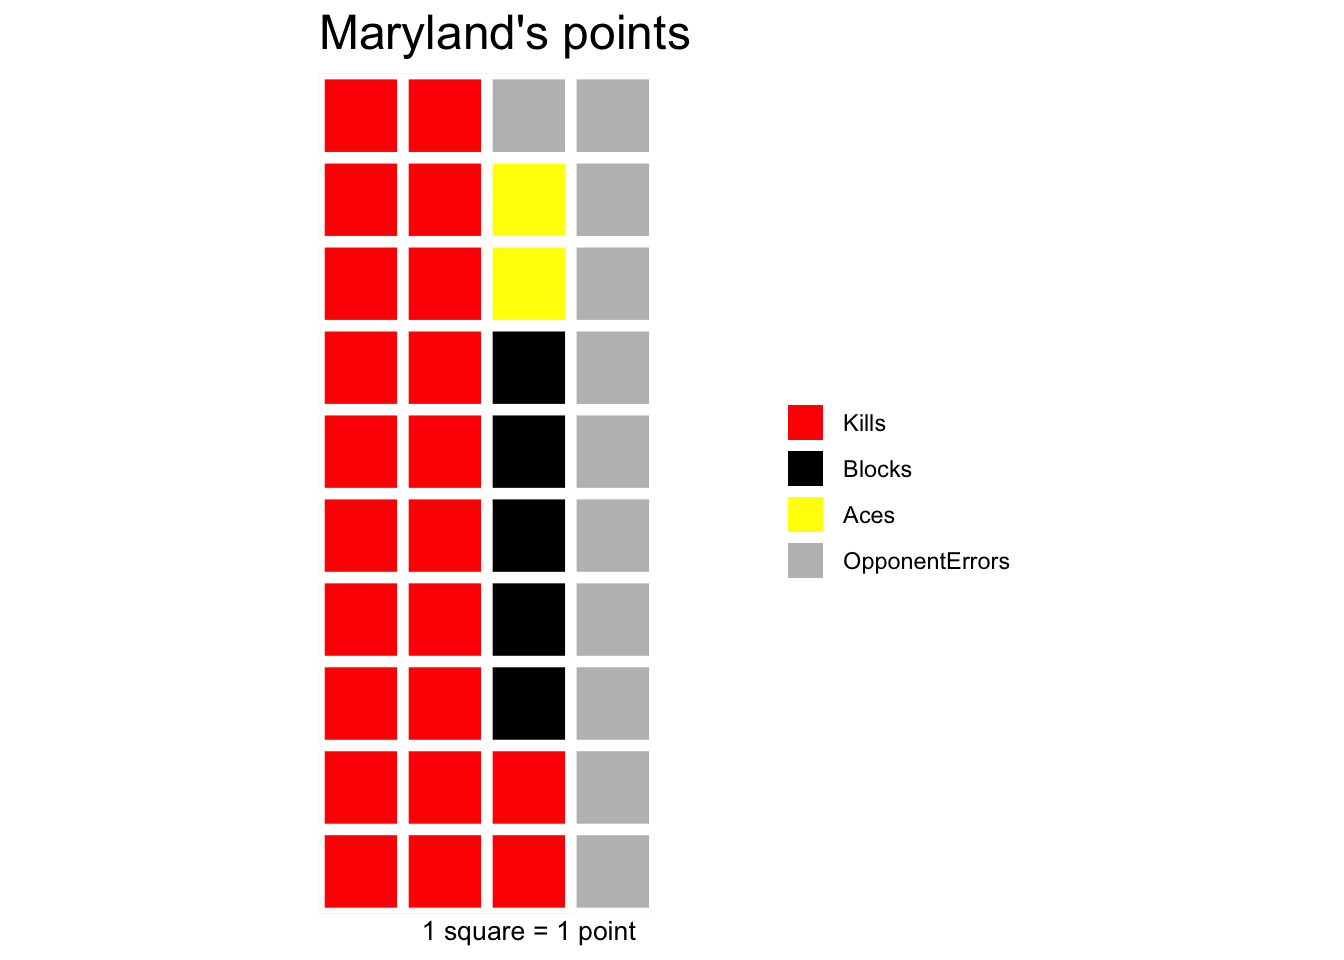 Maryland's points
Kills
Blocks
Aces
OpponentErrors
1 square = 1 point